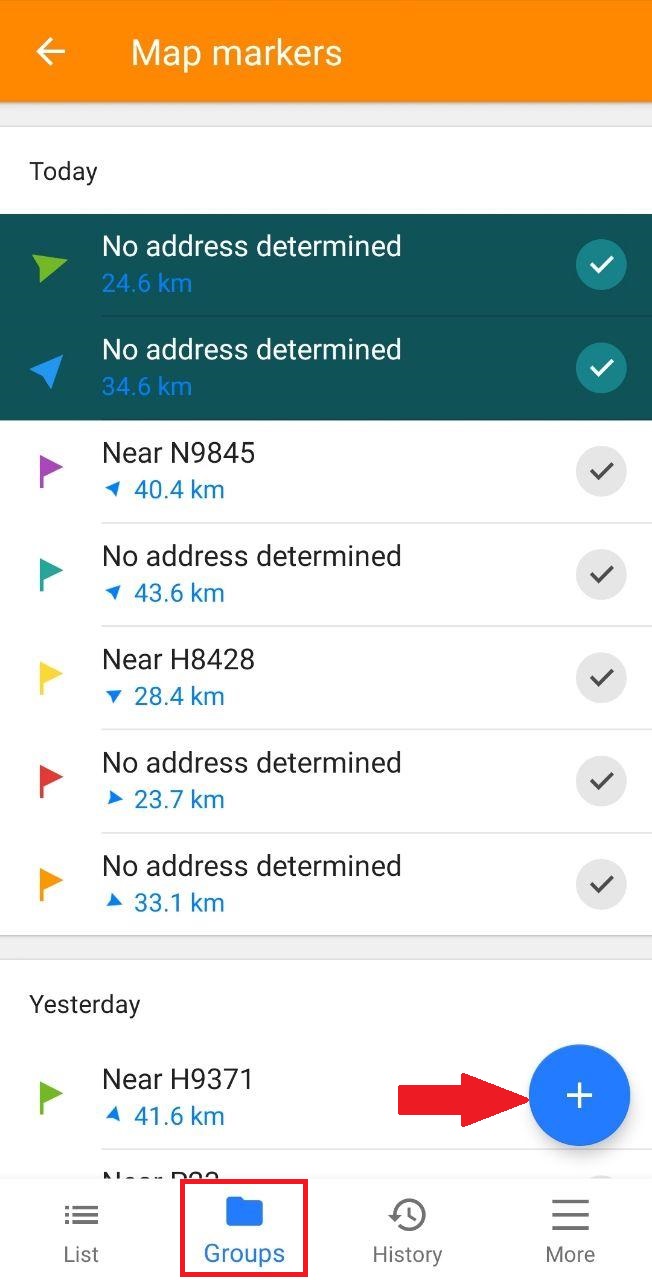 Map markers
Today
No address determined
24.6 km
No address determined
34.6 km
Near N9845
40.4 km
No address determined
43.6 km
Near H8428
28.4 km
No address determined
23.7 km
No address determined
33.1 km
Yesterday
Near H9371
41.6 km
Near
List
Groups
History
More